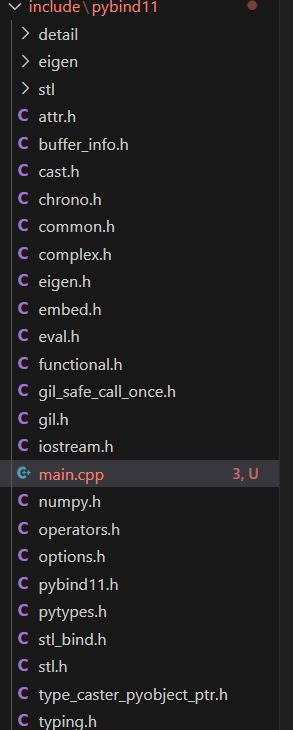 include\pybind11
detail
eigen
stl
C attr.h
C buffer_info.h
C cast.h
C chrono.h
C common.h
C complex.h
C eigen.h
C embed.h
C eval.h
C functional.h
C gil_safe_call_once.h
C gil.h
C iostream.h
C++ main.cpp 3, U
C numpy.h
C operators.h
C options.h
C pybind11.h
C pytypes.h
C stl_bind.h
C stl.h
C type_caster_pyobject_ptr.h
C typing.h